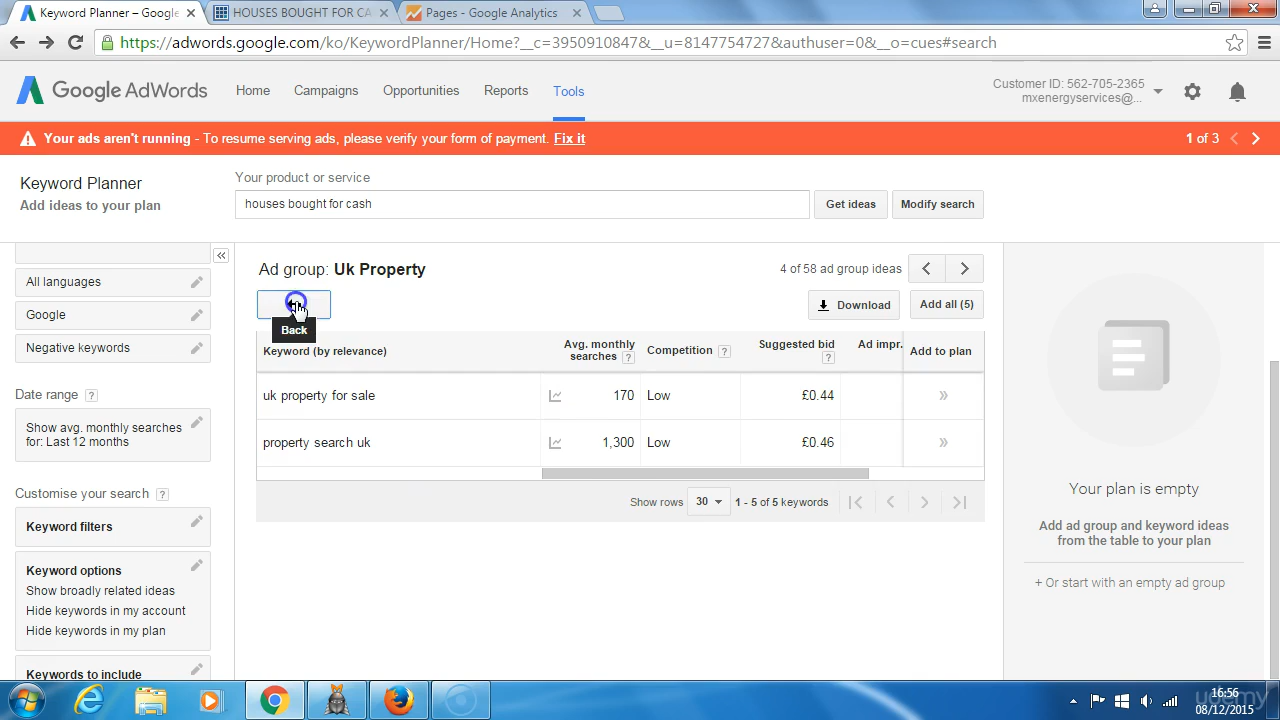 Keyword Planner – Google
HOUSES BOUGHT FOR CA
Pages - Google Analytics
https://adwords.google.com/ko/KeywordPlanner/Home?__c=3950910847&__u=8147754727&authuser=0&__o=cues#search
Google AdWords
Home
Campaigns
Opportunities
Reports
Tools
Customer ID: 562-705-2365
mxenergyservices@...
Your ads aren't running - To resume serving ads, please verify your form of payment. Fix it
1 of 3
Keyword Planner
Add ideas to your plan
Your product or service
houses bought for cash
Get ideas
Modify search
All languages
Google
Negative keywords
Date range ?
Show avg. monthly searches
for: Last 12 months
Customise your search ?
Keyword filters
Keyword options
Show broadly related ideas
Hide keywords in my account
Hide keywords in my plan
Keywords to include
Ad group: Uk Property
4 of 58 ad group ideas
Back
Download
Add all (5)
Keyword (by relevance)
Avg. monthly
searches ?
Competition ?
Suggested bid
?
Ad impr.
Add to plan
uk property for sale 170 Low £0.44 »
property search uk 1,300 Low £0.46 »
Show rows 30 1 - 5 of 5 keywords
Your plan is empty
Add ad group and keyword ideas
from the table to your plan
+ Or start with an empty ad group
16:56
08/12/2015
udemy